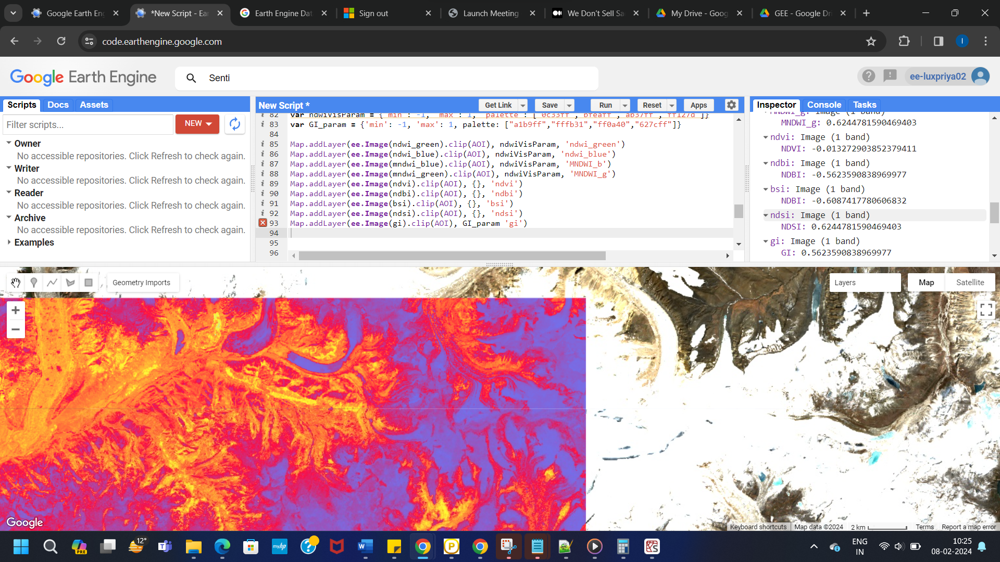 Google Earth Eng
*New Script - Ear
Earth Engine Dat
Sign out
Launch Meeting
We Don't Sell Sa
My Drive - Goog
GEE - Google Dri
code.earthengine.google.com
I
Google Earth Engine
Senti
ee-luxpriya02
Scripts Docs Assets
Filter scripts...
NEW
Owner
No accessible repositories. Click Refresh to check again.
Writer
No accessible repositories. Click Refresh to check again.
Reader
No accessible repositories. Click Refresh to check again.
Archive
No accessible repositories. Click Refresh to check again.
Examples
New Script *
Get Link Save Run Reset Apps
82 var ndwiVisParam = {'min': -1, 'max': 1, 'palette': ['0c33ff','bfeaff','ab37ff','ff127d']}
83 var GI_param = {'min': -1, 'max': 1, palette: ["a1b9ff","fffb31","ff0a40","627cff"]}
84
85 Map.addLayer(ee.Image(ndwi_green).clip(AOI), ndwiVisParam, 'ndwi_green')
86 Map.addLayer(ee.Image(ndwi_blue).clip(AOI), ndwiVisParam, 'ndwi_blue')
87 Map.addLayer(ee.Image(mndwi_blue).clip(AOI), ndwiVisParam, 'MNDWI_b')
88 Map.addLayer(ee.Image(mndwi_green).clip(AOI), ndwiVisParam, 'MNDWI_g')
89 Map.addLayer(ee.Image(ndvi).clip(AOI), {}, 'ndvi')
90 Map.addLayer(ee.Image(ndbi).clip(AOI), {}, 'ndbi')
91 Map.addLayer(ee.Image(bsi).clip(AOI), {}, 'bsi')
92 Map.addLayer(ee.Image(ndsi).clip(AOI), {}, 'ndsi')
93 Map.addLayer(ee.Image(gi).clip(AOI), GI_param 'gi')
94
95
96
Inspector Console Tasks
MNDWI_g: Image (1 band)
MNDWI_g: 0.6244781590469403
ndvi: Image (1 band)
NDVI: -0.013272903852379411
ndbi: Image (1 band)
NDBI: -0.5623590838969977
bsi: Image (1 band)
NDBI: -0.6087417780606832
ndsi: Image (1 band)
NDSI: 0.6244781590469403
gi: Image (1 band)
GI: 0.5623590838969977
Geometry Imports
Layers
Map Satellite
Google
Keyboard shortcuts Map data ©2024 2 km Terms Report a map error
PRE
12°
myhp
ENG
IN
10:25
08-02-2024